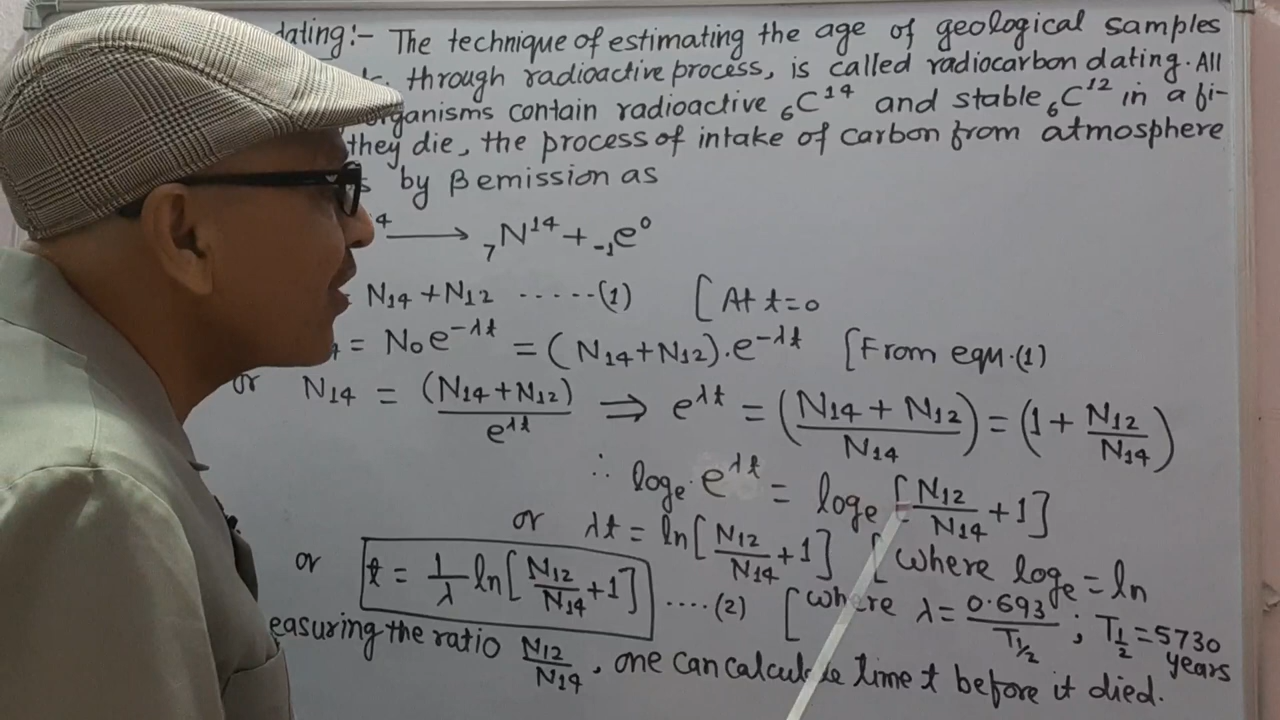 dating:- The technique of estimating the age of geological samples
through radioactive process, is called radiocarbon dating. All
organisms contain radioactive ₆C¹⁴ and stable ₆C¹² in a fi-
they die, the process of intake of carbon from atmosphere
by β emission as
⁴ ⟶ ₇N¹⁴ + ₋₁e⁰
N₁₄ + N₁₂ ......(1) [At t=0
= N₀e^{-λt} = (N₁₄+N₁₂).e^{-λt} [From equ.(1)
or N₁₄ = (N₁₄+N₁₂)/e^{λt} ⇒ e^{λt} = ((N₁₄+N₁₂)/N₁₄) = (1 + N₁₂/N₁₄)
∴ logₑ e^{λt} = logₑ [N₁₂/N₁₄ + 1]
or λt = ln[N₁₂/N₁₄ + 1] [where logₑ = ln
or t = 1/λ ln[N₁₂/N₁₄ + 1] ....(2) [where λ = 0.693/T½ ; T½ = 5730 years
easuring the ratio N₁₂/N₁₄, one can calculate time t before it died.